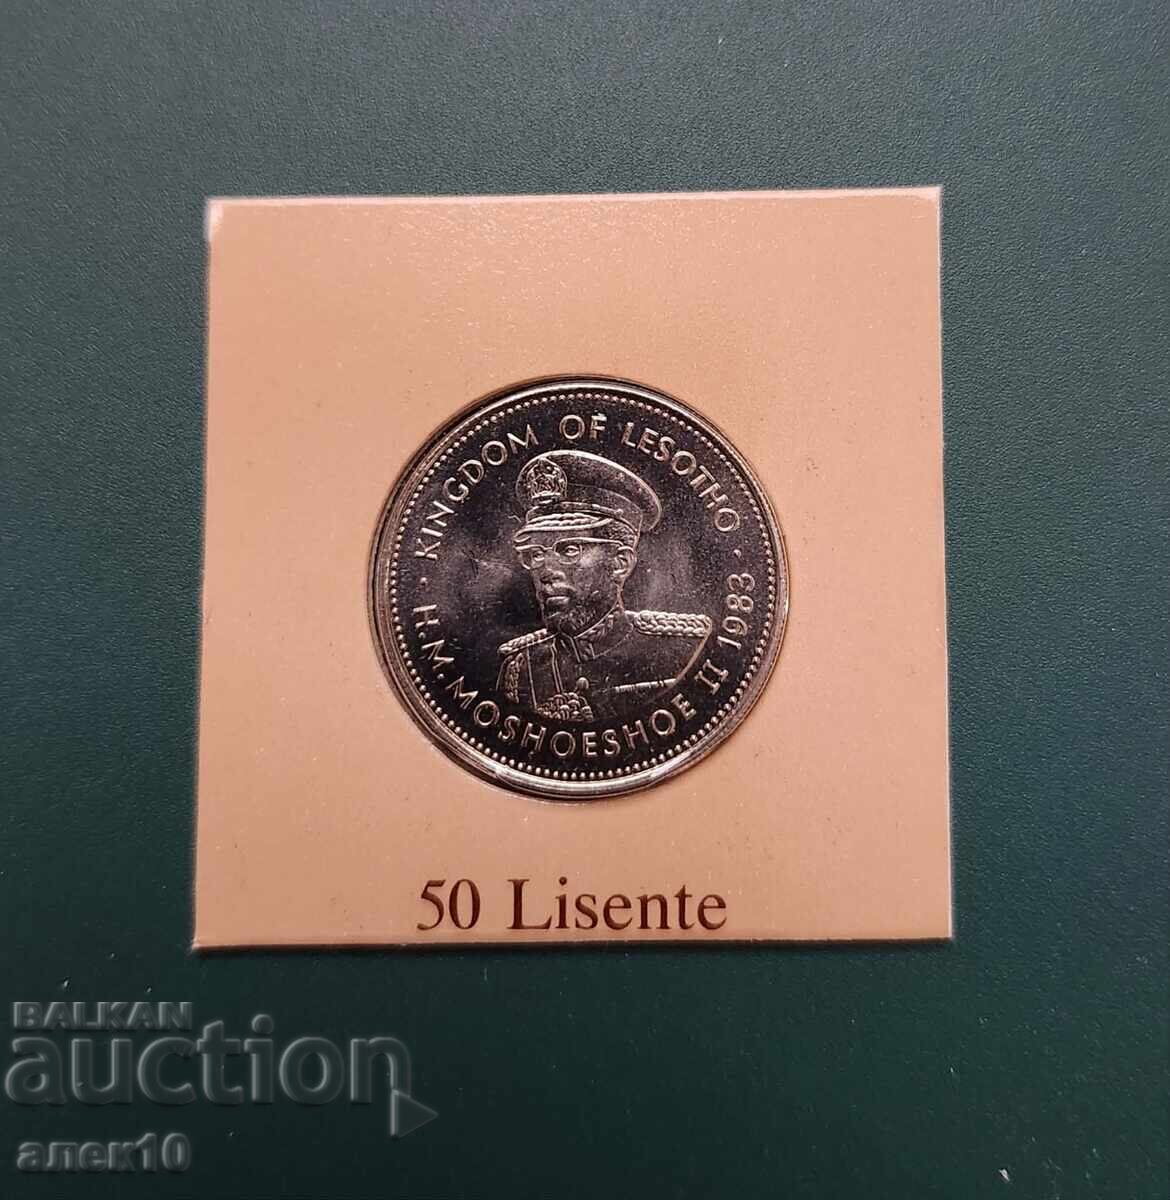 · KINGDOM OF LESOTHO ·
H.M. MOSHOESHOE II 1983
50 Lisente
BALKAN
auction
алек10